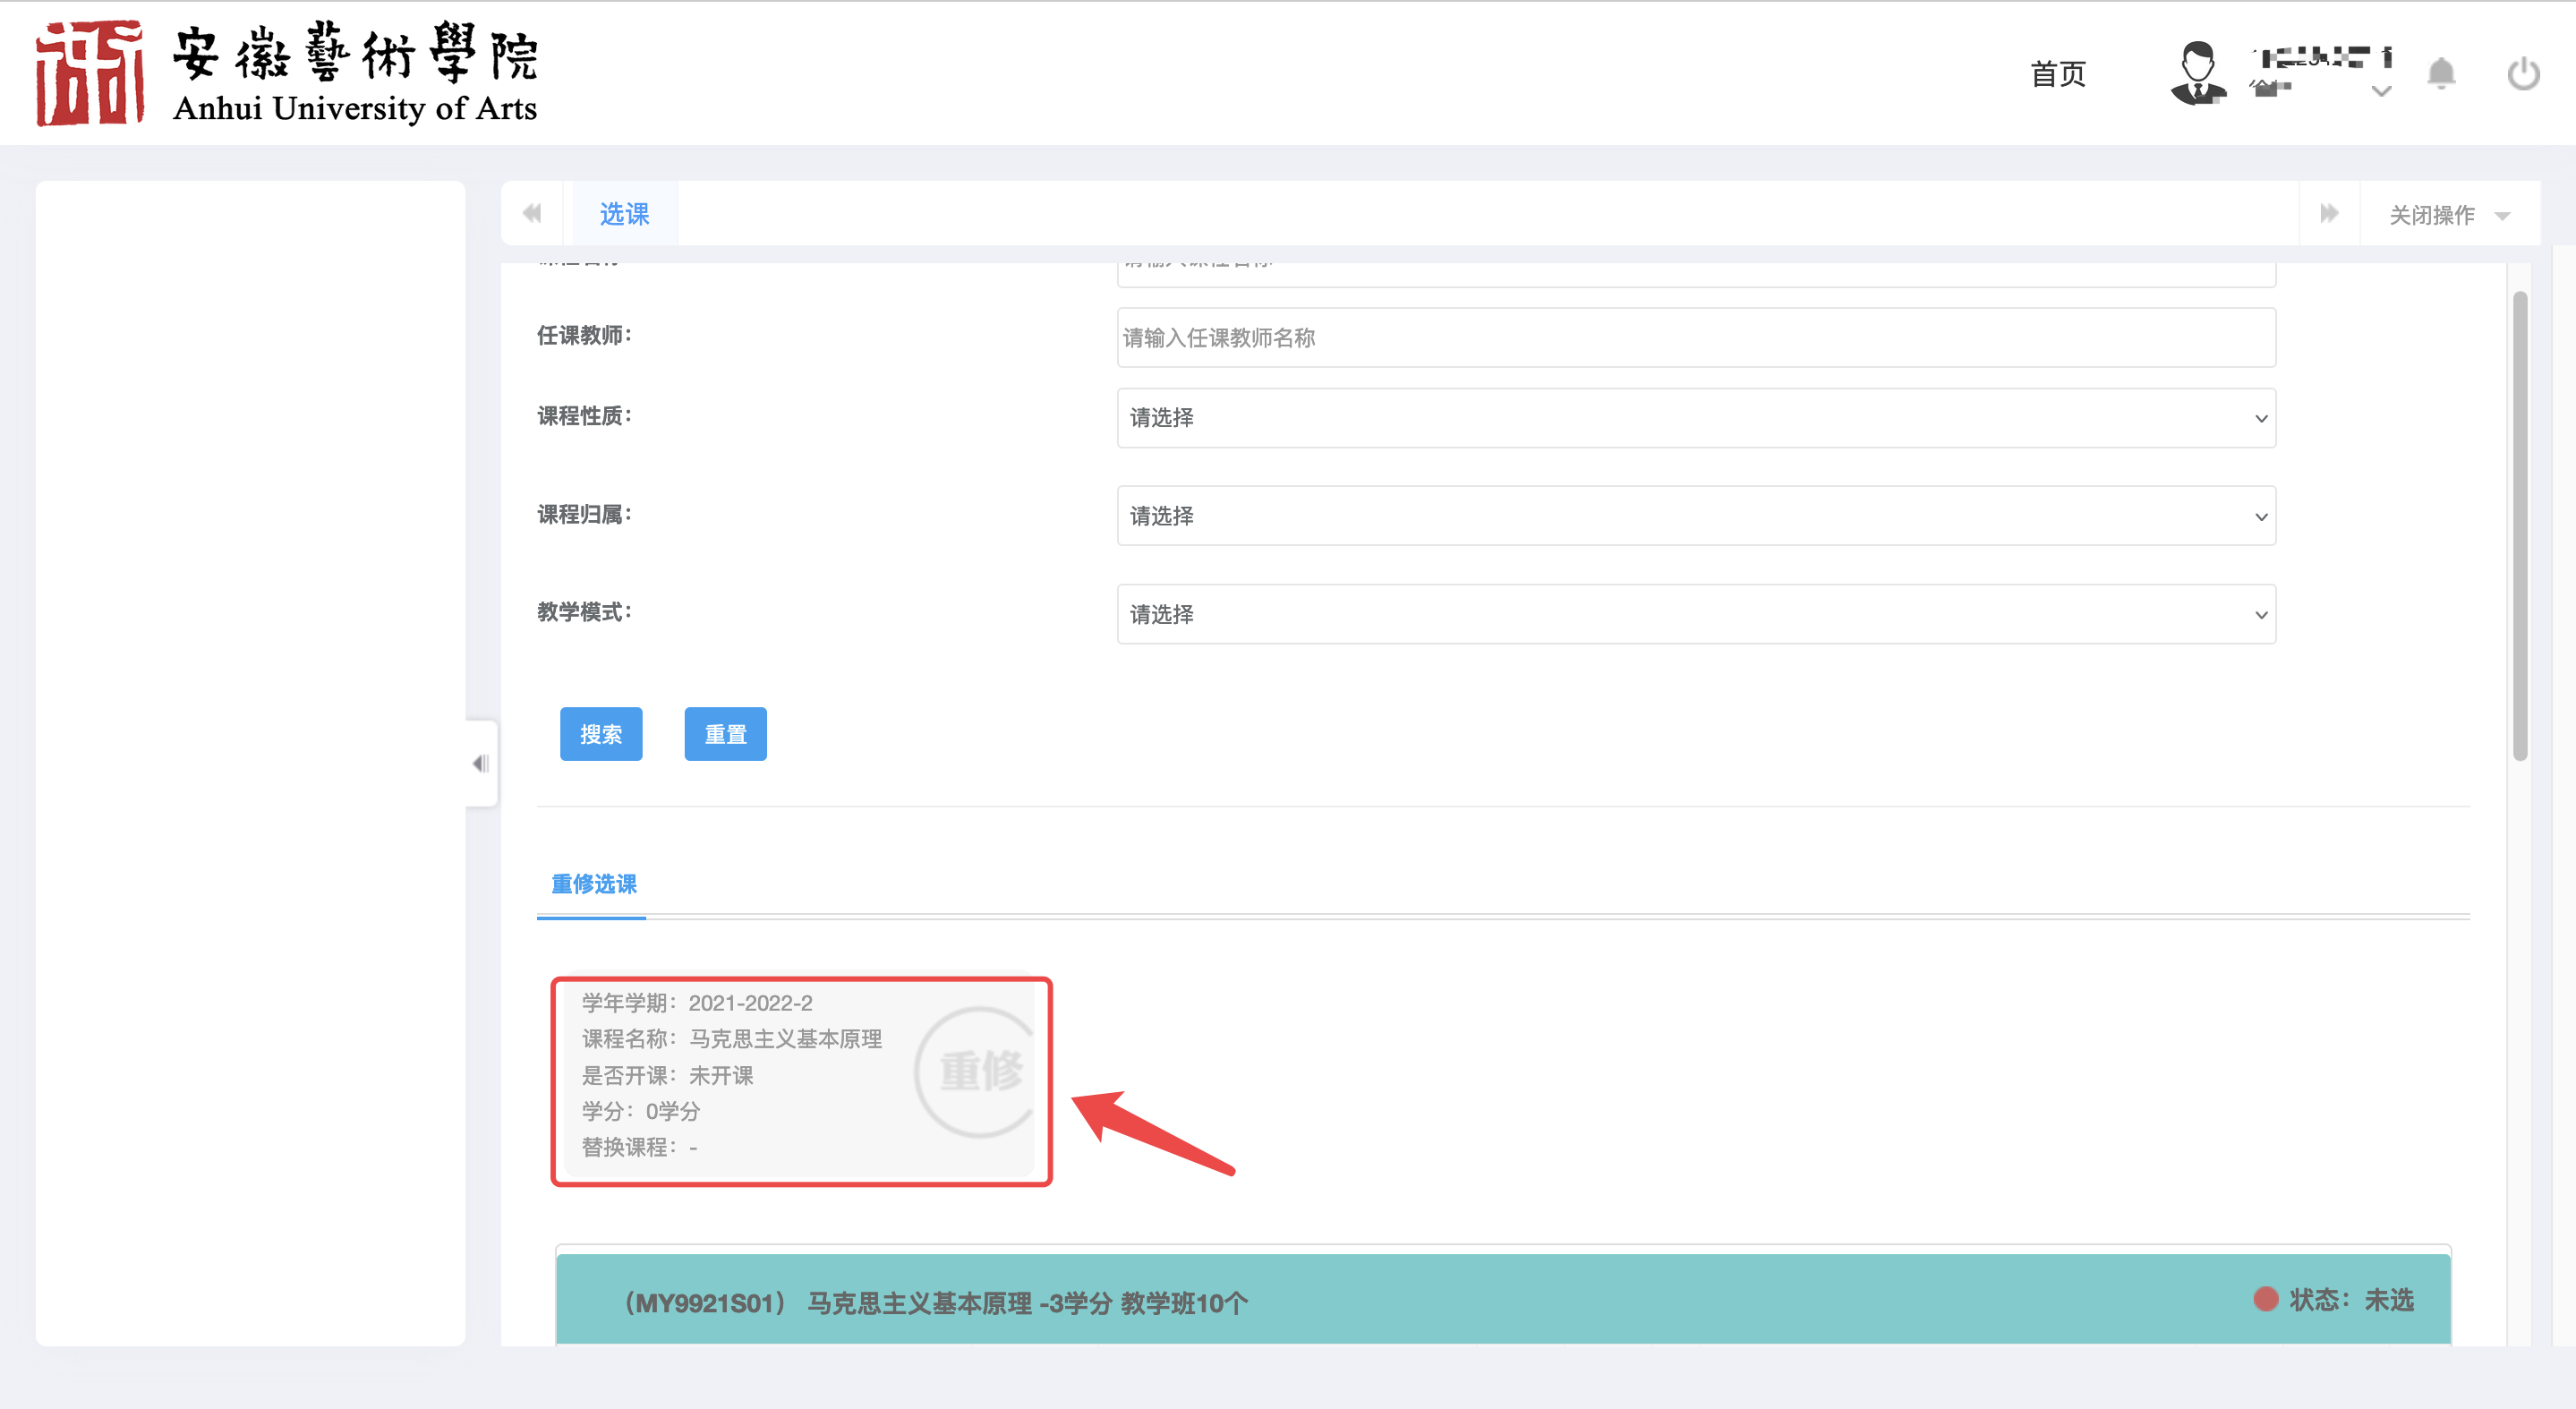 安徽藝術學院
Anhui University of Arts
首页
选课
关闭操作
任课教师：
请输入任课教师名称
课程性质：
请选择
课程归属：
请选择
教学模式：
请选择
搜索
重置
重修选课
学年学期：2021-2022-2
课程名称：马克思主义基本原理
是否开课：未开课
学分：0学分
替换课程：-
重修
（MY9921S01） 马克思主义基本原理 -3学分 教学班10个
状态：未选